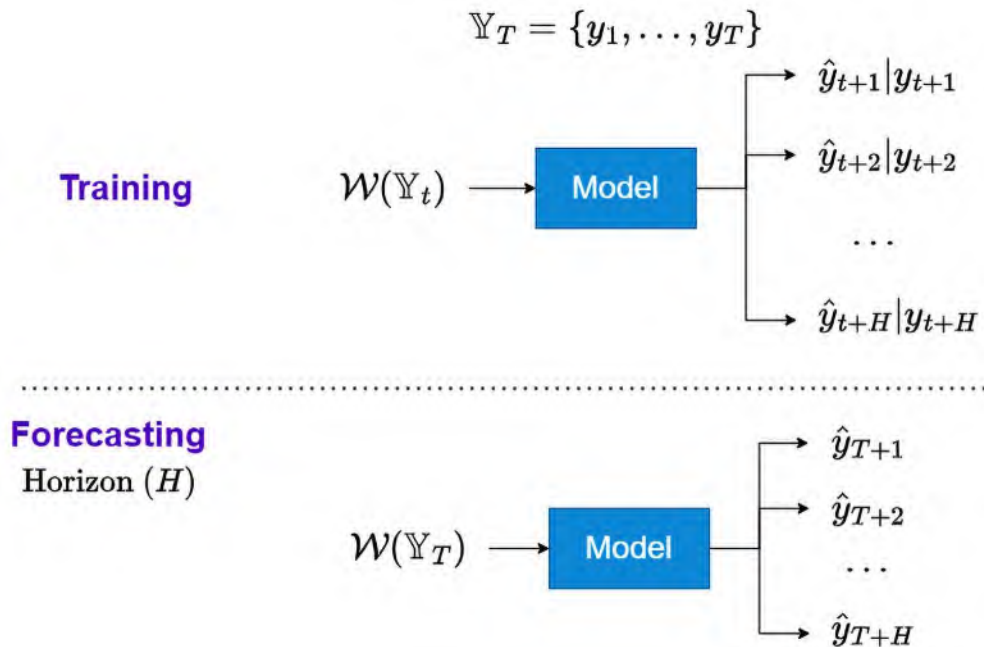 𝕐_T = {y_1, . . . , y_T}
ŷ_{t+1}|y_{t+1}
ŷ_{t+2}|y_{t+2}
Training
𝒲(𝕐_t)
Model
. . .
ŷ_{t+H}|y_{t+H}
Forecasting
Horizon (H)
ŷ_{T+1}
ŷ_{T+2}
𝒲(𝕐_T)
Model
. . .
ŷ_{T+H}